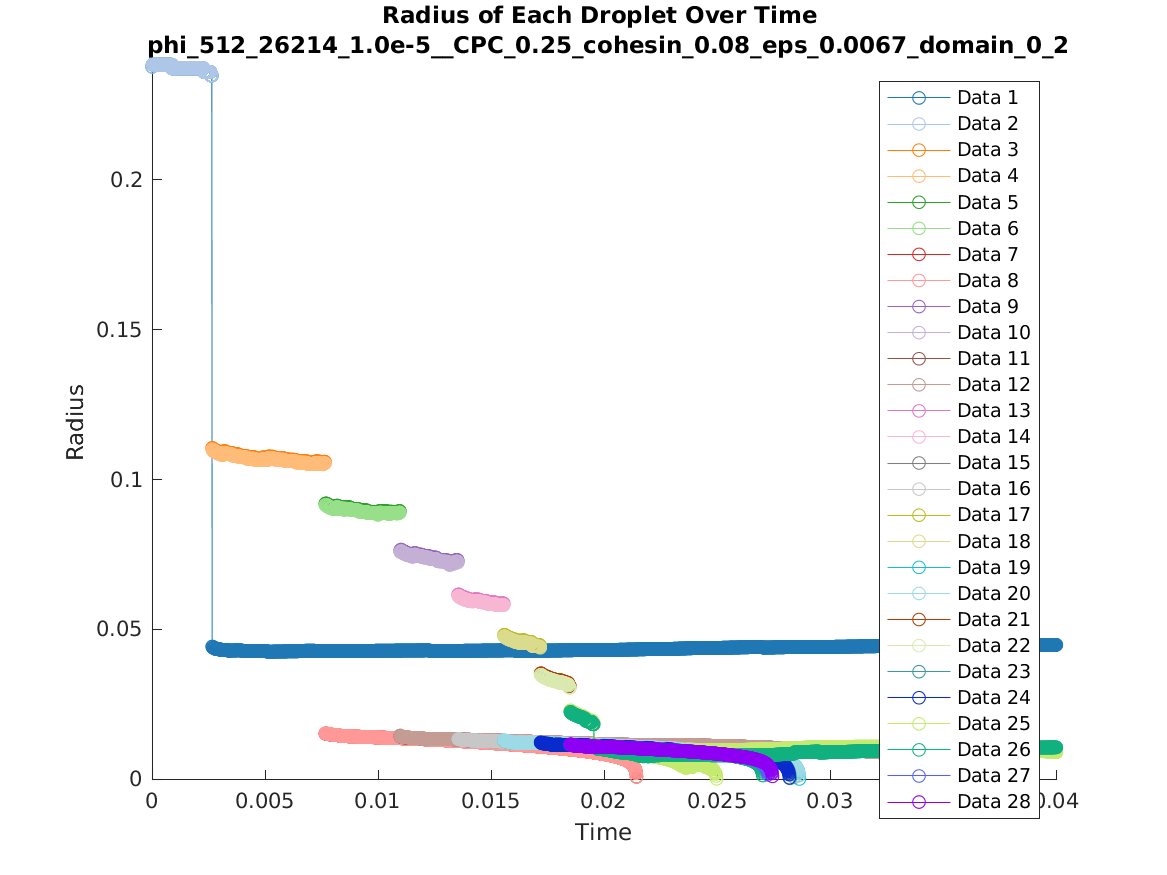 Radius of Each Droplet Over Time
phi_512_26214_1.0e-5__CPC_0.25_cohesin_0.08_eps_0.0067_domain_0_2
Radius
0.2
0.15
0.1
0.05
0
0
0.005
0.01
0.015
0.02
0.025
0.03
0.04
Time
Data 1
Data 2
Data 3
Data 4
Data 5
Data 6
Data 7
Data 8
Data 9
Data 10
Data 11
Data 12
Data 13
Data 14
Data 15
Data 16
Data 17
Data 18
Data 19
Data 20
Data 21
Data 22
Data 23
Data 24
Data 25
Data 26
Data 27
Data 28